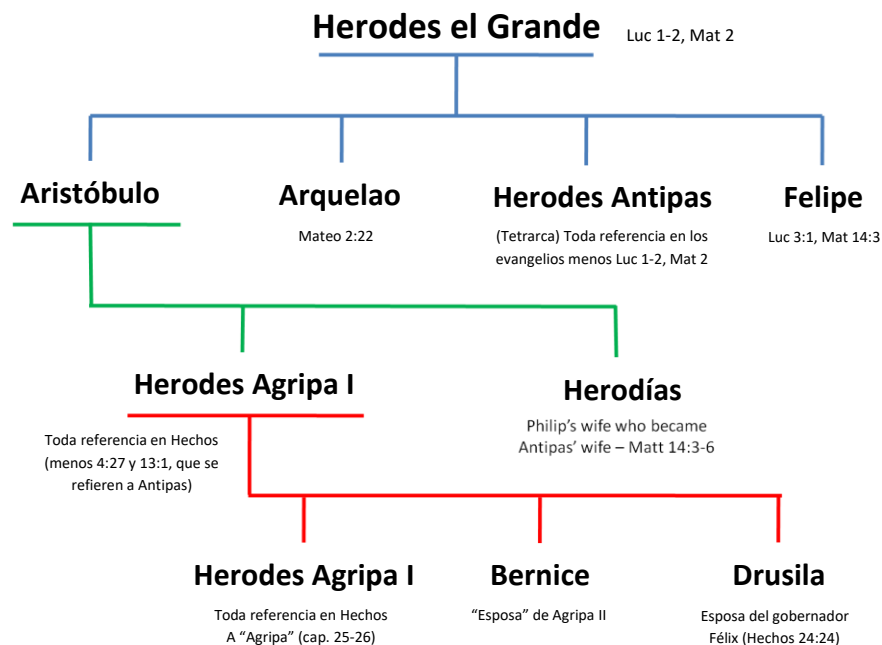 Herodes el Grande
Luc 1-2, Mat 2
Aristóbulo
Arquelao
Mateo 2:22
Herodes Antipas
(Tetrarca) Toda referencia en los
evangelios menos Luc 1-2, Mat 2
Felipe
Luc 3:1, Mat 14:3
Herodes Agripa I
Toda referencia en Hechos
(menos 4:27 y 13:1, que se
refieren a Antipas)
Herodías
Philip's wife who became
Antipas' wife – Matt 14:3-6
Herodes Agripa I
Toda referencia en Hechos
A "Agripa" (cap. 25-26)
Bernice
“Esposa” de Agripa II
Drusila
Esposa del gobernador
Félix (Hechos 24:24)